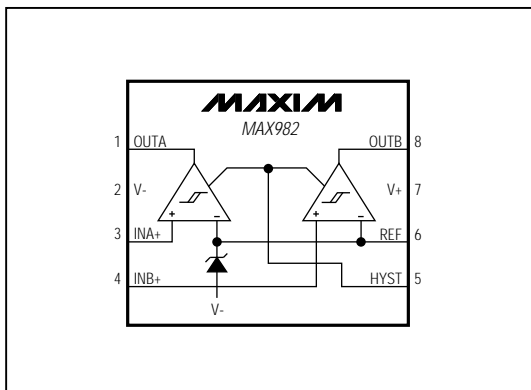 MAXIM
MAX982
1 OUTA
OUTB 8
2 V-
V+ 7
+ -
+ -
3 INA+
REF 6
4 INB+
HYST 5
V-